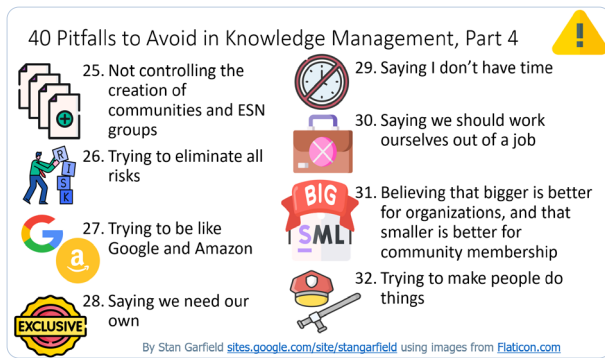 40 Pitfalls to Avoid in Knowledge Management, Part 4
25. Not controlling the
creation of
communities and ESN
groups
26. Trying to eliminate all
risks
RISK
27. Trying to be like
Google and Amazon
G
a
28. Saying we need our
own
EXCLUSIVE
29. Saying I don’t have time
30. Saying we should work
ourselves out of a job
31. Believing that bigger is better
for organizations, and that
smaller is better for
community membership
BIG
SML
32. Trying to make people do
things
By Stan Garfield sites.google.com/site/stangarfield using images from Flaticon.com